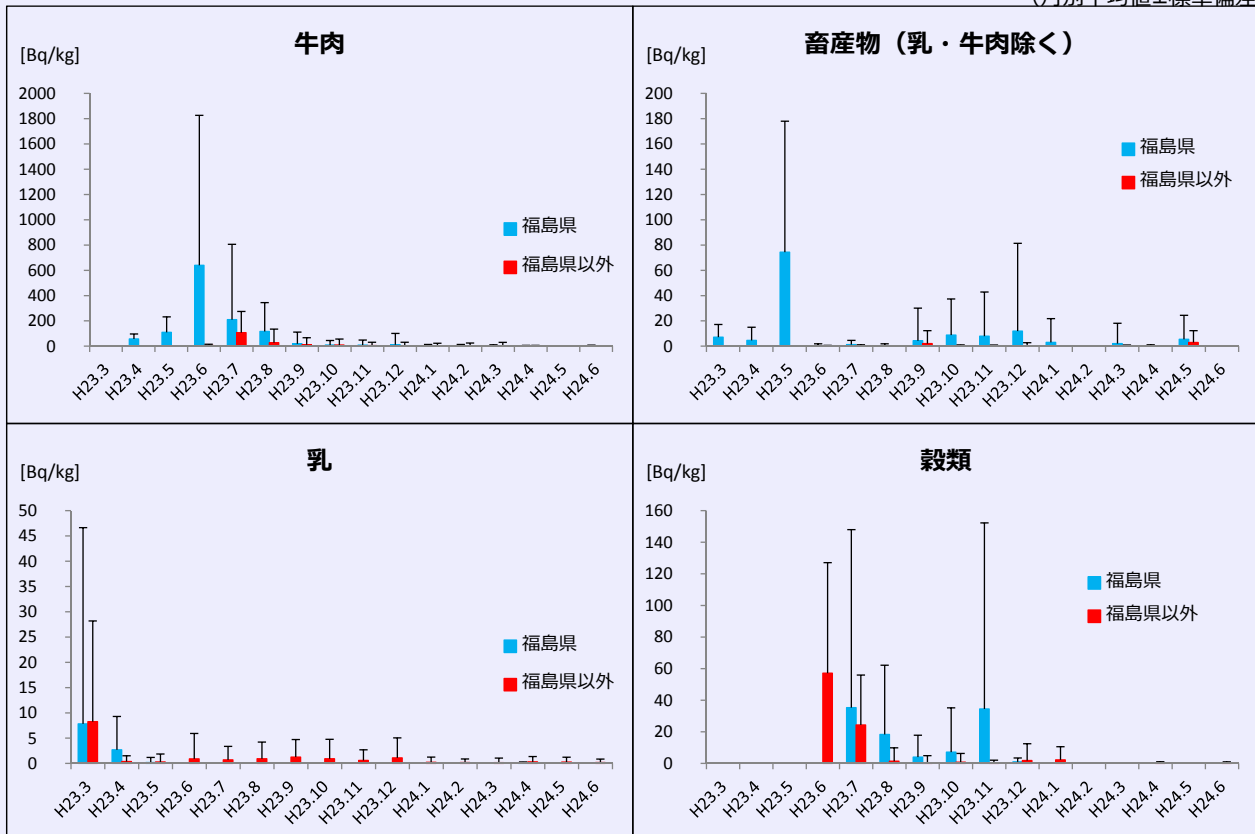 (月別平均値±標準偏差
牛肉
[Bq/kg]
2000
1800
1600
1400
1200
1000
800
600
400
200
0
福島県
福島県以外
H23.3
H23.4
H23.5
H23.6
H23.7
H23.8
H23.9
H23.10
H23.11
H23.12
H24.1
H24.2
H24.3
H24.4
H24.5
H24.6
畜産物（乳・牛肉除く）
[Bq/kg]
200
180
160
140
120
100
80
60
40
20
0
福島県
福島県以外
H23.3
H23.4
H23.5
H23.6
H23.7
H23.8
H23.9
H23.10
H23.11
H23.12
H24.1
H24.2
H24.3
H24.4
H24.5
H24.6
乳
[Bq/kg]
50
45
40
35
30
25
20
15
10
5
0
福島県
福島県以外
H23.3
H23.4
H23.5
H23.6
H23.7
H23.8
H23.9
H23.10
H23.11
H23.12
H24.1
H24.2
H24.3
H24.4
H24.5
H24.6
穀類
[Bq/kg]
160
140
120
100
80
60
40
20
0
福島県
福島県以外
H23.3
H23.4
H23.5
H23.6
H23.7
H23.8
H23.9
H23.10
H23.11
H23.12
H24.1
H24.2
H24.3
H24.4
H24.5
H24.6